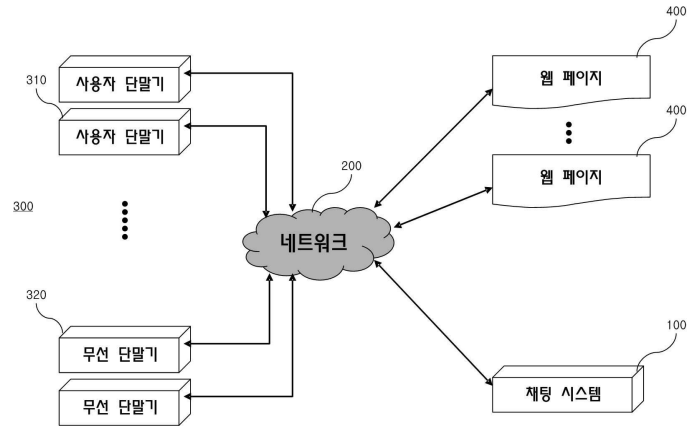 400
웹 페이지
310
사용자 단말기
사용자 단말기
400
웹 페이지
200
300
네트워크
320
무선 단말기
무선 단말기
100
채팅 시스템